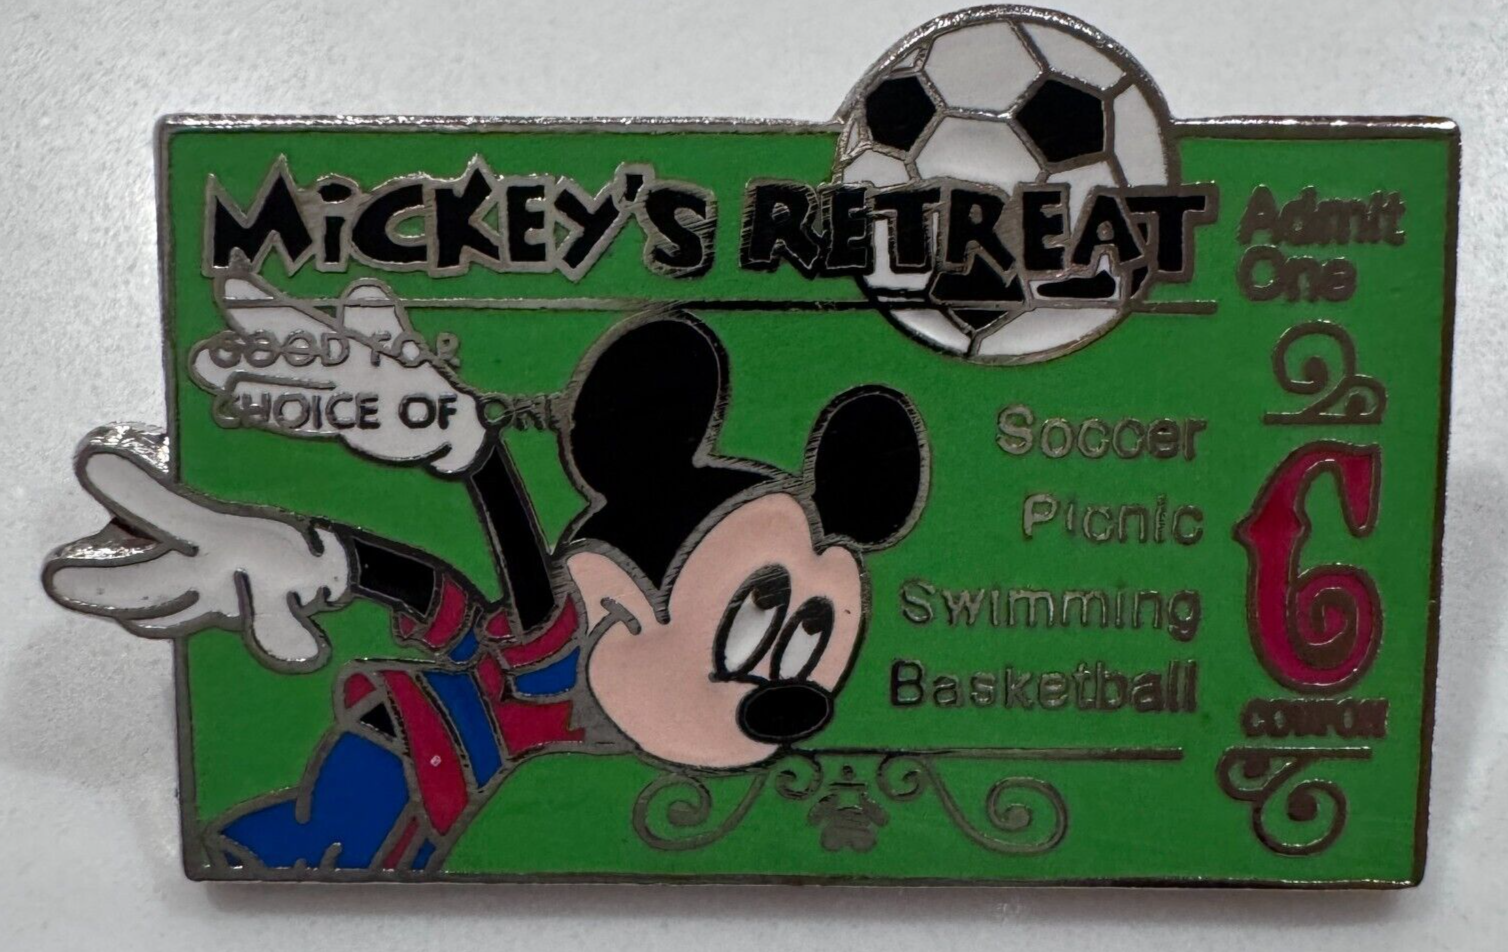 MiCKEY'S RETREAT
GOOD FOR
CHOICE OF ONE
Soccer
Picnic
Swimming
Basketball
Admit
One
6
COUPON